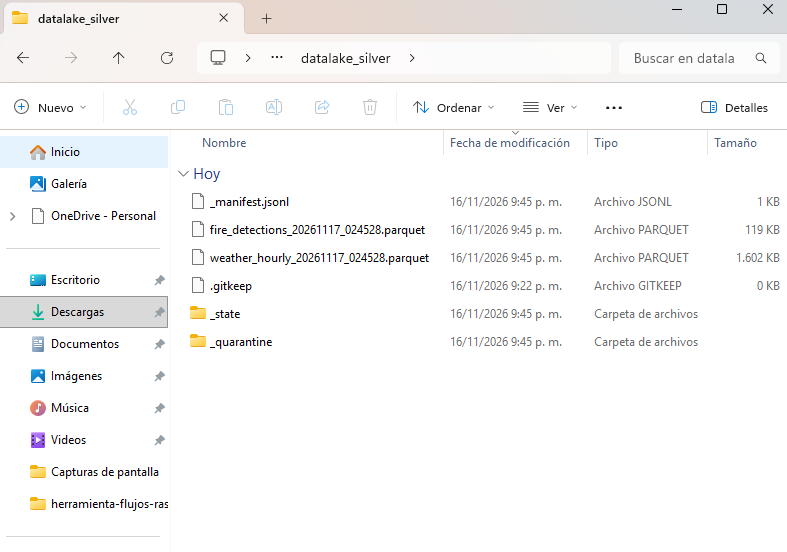 datalake_silver
datalake_silver
Buscar en datala
Nuevo
Ordenar
Ver
Detalles
Inicio
Galería
OneDrive - Personal
Escritorio
Descargas
Documentos
Imágenes
Música
Videos
Capturas de pantalla
herramienta-flujos-ras
Nombre Fecha de modificación Tipo Tamaño
Hoy
_manifest.jsonl 16/11/2026 9:45 p. m. Archivo JSONL 1 KB
fire_detections_20261117_024528.parquet 16/11/2026 9:45 p. m. Archivo PARQUET 119 KB
weather_hourly_20261117_024528.parquet 16/11/2026 9:45 p. m. Archivo PARQUET 1.602 KB
.gitkeep 16/11/2026 9:22 p. m. Archivo GITKEEP 0 KB
_state 16/11/2026 9:45 p. m. Carpeta de archivos
_quarantine 16/11/2026 9:45 p. m. Carpeta de archivos